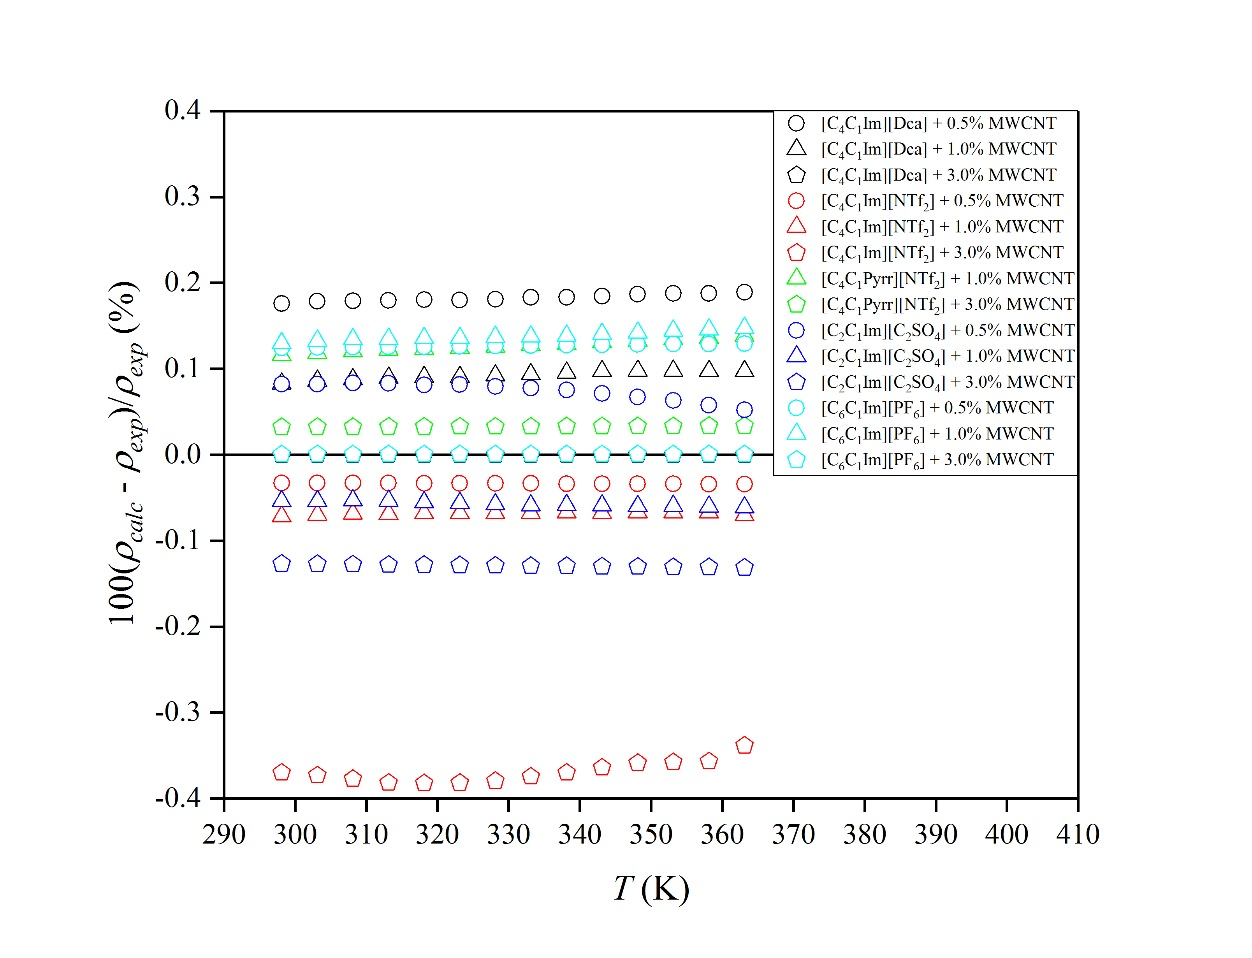 0.4
0.3
0.2
0.1
0.0
-0.1
-0.2
-0.3
-0.4
100(ρcalc - ρexp)/ρexp (%)
[C4C1Im][Dca] + 0.5% MWCNT
[C4C1Im][Dca] + 1.0% MWCNT
[C4C1Im][Dca] + 3.0% MWCNT
[C4C1Im][NTf2] + 0.5% MWCNT
[C4C1Im][NTf2] + 1.0% MWCNT
[C4C1Im][NTf2] + 3.0% MWCNT
[C4C1Pyrr][NTf2] + 1.0% MWCNT
[C4C1Pyrr][NTf2] + 3.0% MWCNT
[C2C1Im][C2SO4] + 0.5% MWCNT
[C2C1Im][C2SO4] + 1.0% MWCNT
[C2C1Im][C2SO4] + 3.0% MWCNT
[C6C1Im][PF6] + 0.5% MWCNT
[C6C1Im][PF6] + 1.0% MWCNT
[C6C1Im][PF6] + 3.0% MWCNT
290 300 310 320 330 340 350 360 370 380 390 400 410
T (K)